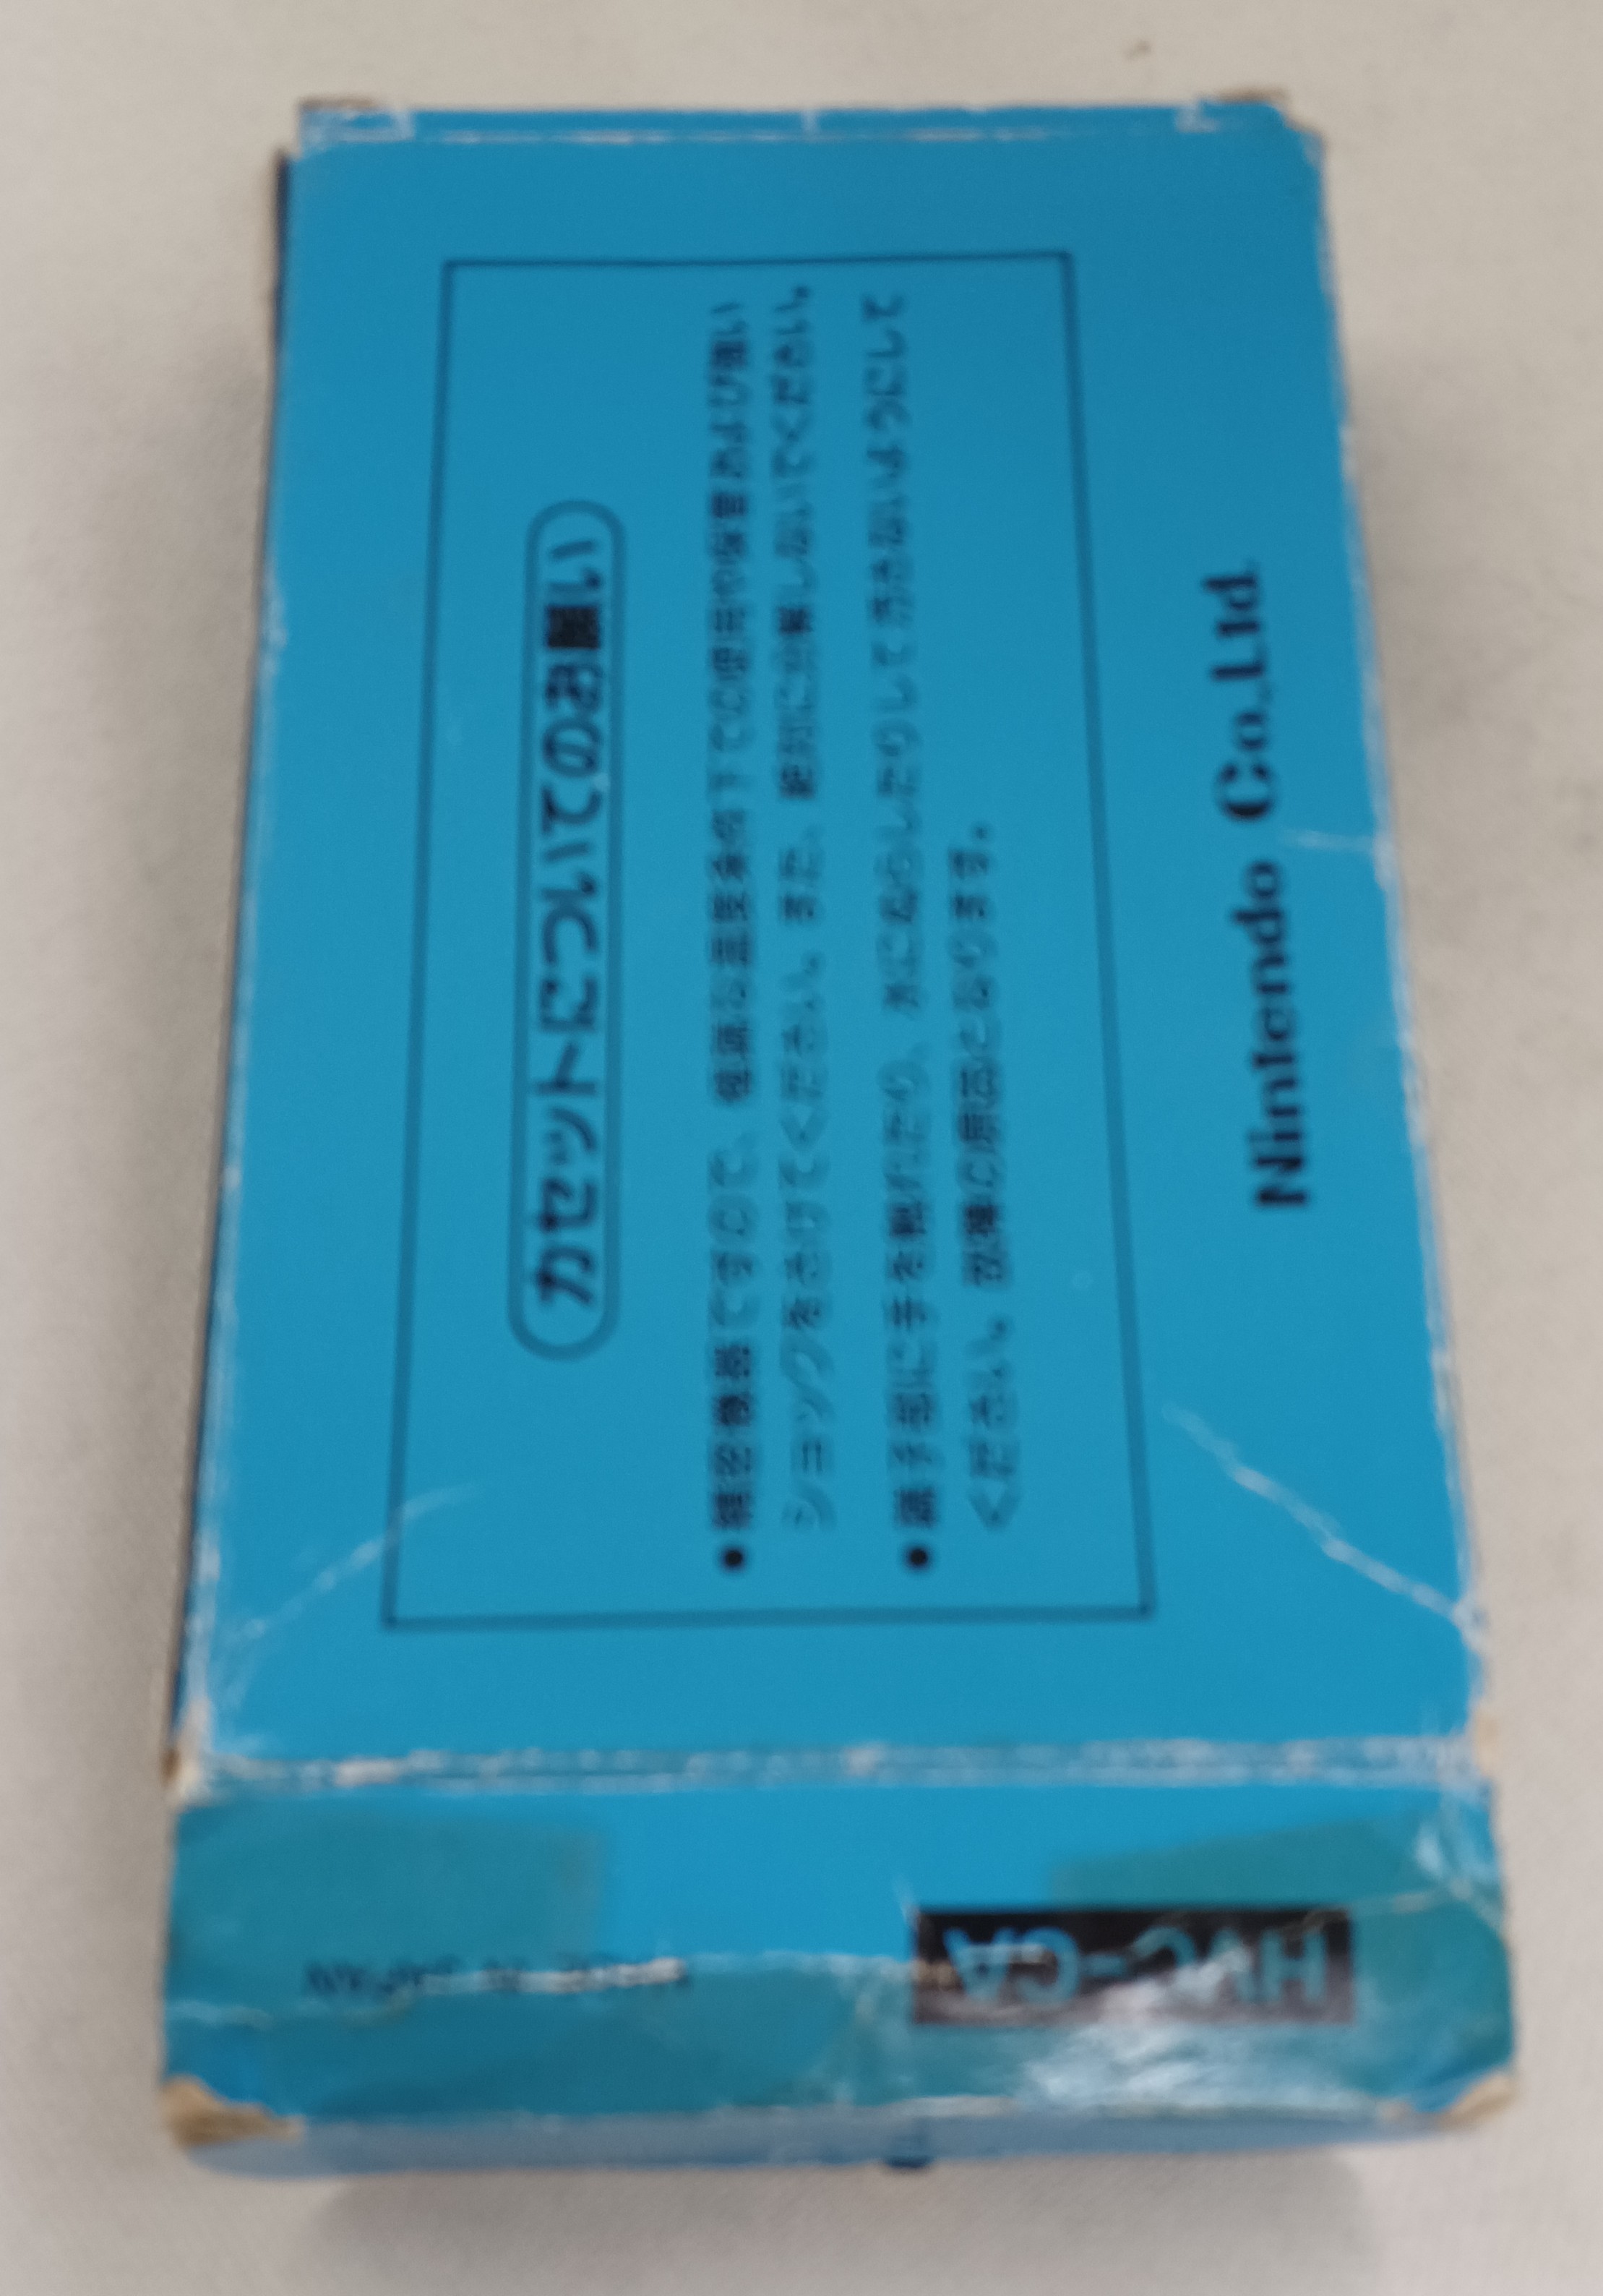 カセットについてのお願い
●精密機器ですので、極端な温度条件下での使用や保管および強い
ショックをさけてください。また、絶対に分解しないでください。
●端子部に手を触れたり、水にぬらしたりして汚さないようにして
ください。故障の原因となります。
Nintendo Co.,Ltd.
HVC-CA
MADE IN JAPAN